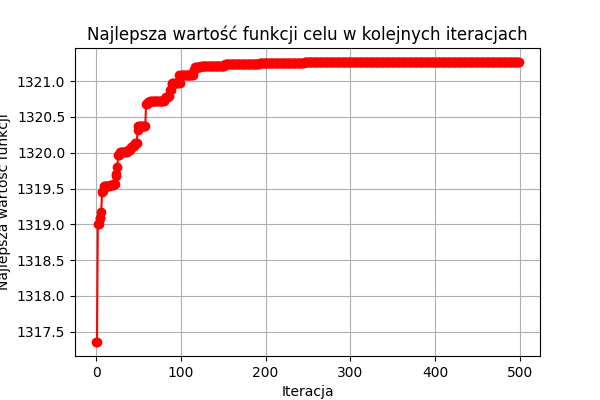 Najlepsza wartość funkcji celu w kolejnych iteracjach
Najlepsza wartość funkcji
1321.0
1320.5
1320.0
1319.5
1319.0
1318.5
1318.0
1317.5
0 100 200 300 400 500
Iteracja